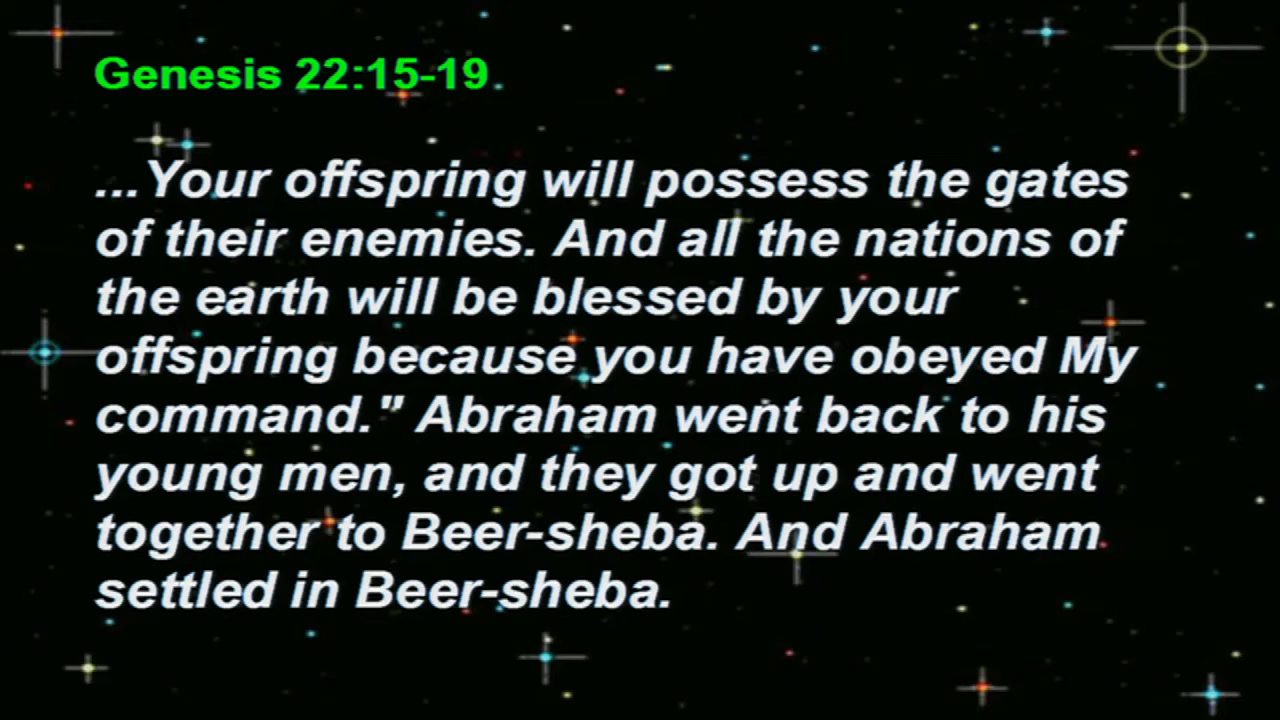 Genesis 22:15-19
...Your offspring will possess the gates
of their enemies. And all the nations of
the earth will be blessed by your
offspring because you have obeyed My
command." Abraham went back to his
young men, and they got up and went
together to Beer-sheba. And Abraham
settled in Beer-sheba.